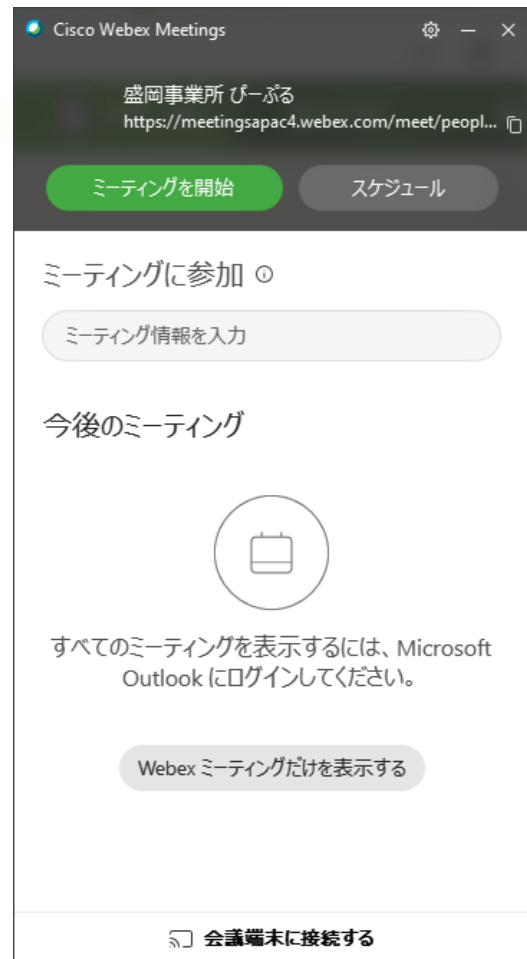 Cisco Webex Meetings
盛岡事業所 ぴーぷる
https://meetingsapac4.webex.com/meet/peopl...
ミーティングを開始
スケジュール
ミーティングに参加
ミーティング情報を入力
今後のミーティング
すべてのミーティングを表示するには、Microsoft
Outlook にログインしてください。
Webex ミーティングだけを表示する
会議端末に接続する